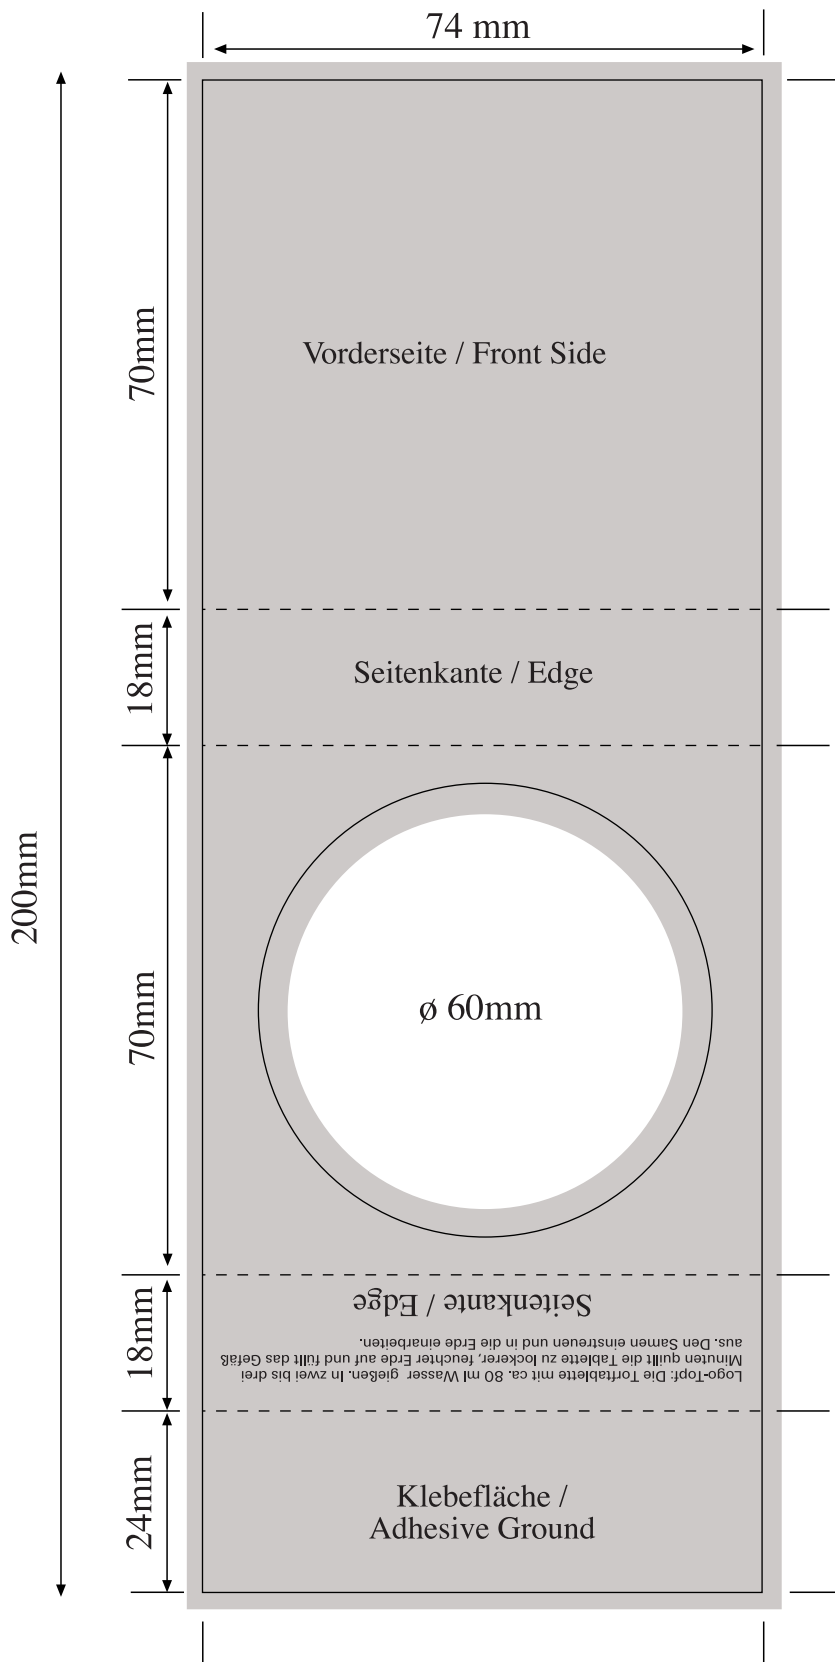 74 mm
70mm
Vorderseite / Front Side
18mm
Seitenkante / Edge
200mm
70mm
ø 60mm
18mm
Seitenkante / Edge
Logo-Topf: Die Torftablette mit ca. 80 ml Wasser gießen. In zwei bis drei
Minuten quillt die Tablette zu lockerer, feuchter Erde auf und füllt das Gefäß
aus. Den Samen einstreuen und in die Erde einarbeiten.
24mm
Klebefläche /
Adhesive Ground